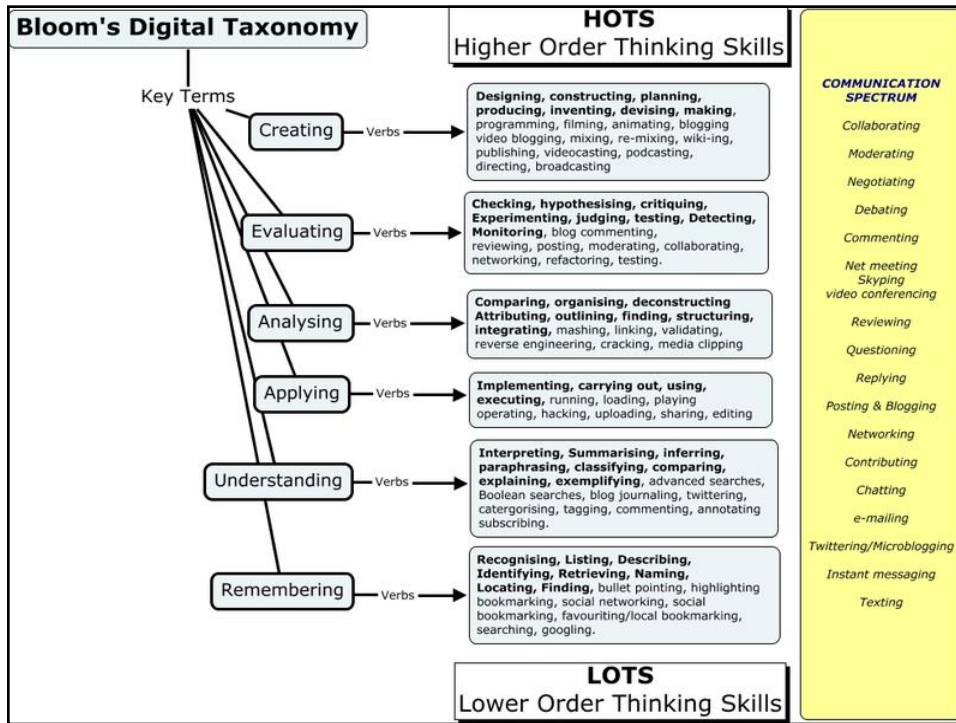 Bloom's Digital Taxonomy
HOTS
Higher Order Thinking Skills
Key Terms
Creating
Verbs
Designing, constructing, planning,
producing, inventing, devising, making,
programming, filming, animating, blogging
video blogging, mixing, re-mixing, wiki-ing,
publishing, videocasting, podcasting,
directing, broadcasting
Evaluating
Verbs
Checking, hypothesising, critiquing,
Experimenting, judging, testing, Detecting,
Monitoring, blog commenting,
reviewing, posting, moderating, collaborating,
networking, refactoring, testing.
Analysing
Verbs
Comparing, organising, deconstructing
Attributing, outlining, finding, structuring,
integrating, mashing, linking, validating,
reverse engineering, cracking, media clipping
Applying
Verbs
Implementing, carrying out, using,
executing, running, loading, playing
operating, hacking, uploading, sharing, editing
Understanding
Verbs
Interpreting, Summarising, inferring,
paraphrasing, classifying, comparing,
explaining, exemplifying, advanced searches,
Boolean searches, blog journaling, twittering,
catergorising, tagging, commenting, annotating
subscribing.
Remembering
Verbs
Recognising, Listing, Describing,
Identifying, Retrieving, Naming,
Locating, Finding, bullet pointing, highlighting
bookmarking, social networking, social
bookmarking, favouriting/local bookmarking,
searching, googling.
LOTS
Lower Order Thinking Skills
COMMUNICATION
SPECTRUM
Collaborating
Moderating
Negotiating
Debating
Commenting
Net meeting
Skyping
video conferencing
Reviewing
Questioning
Replying
Posting & Blogging
Networking
Contributing
Chatting
e-mailing
Twittering/Microblogging
Instant messaging
Texting